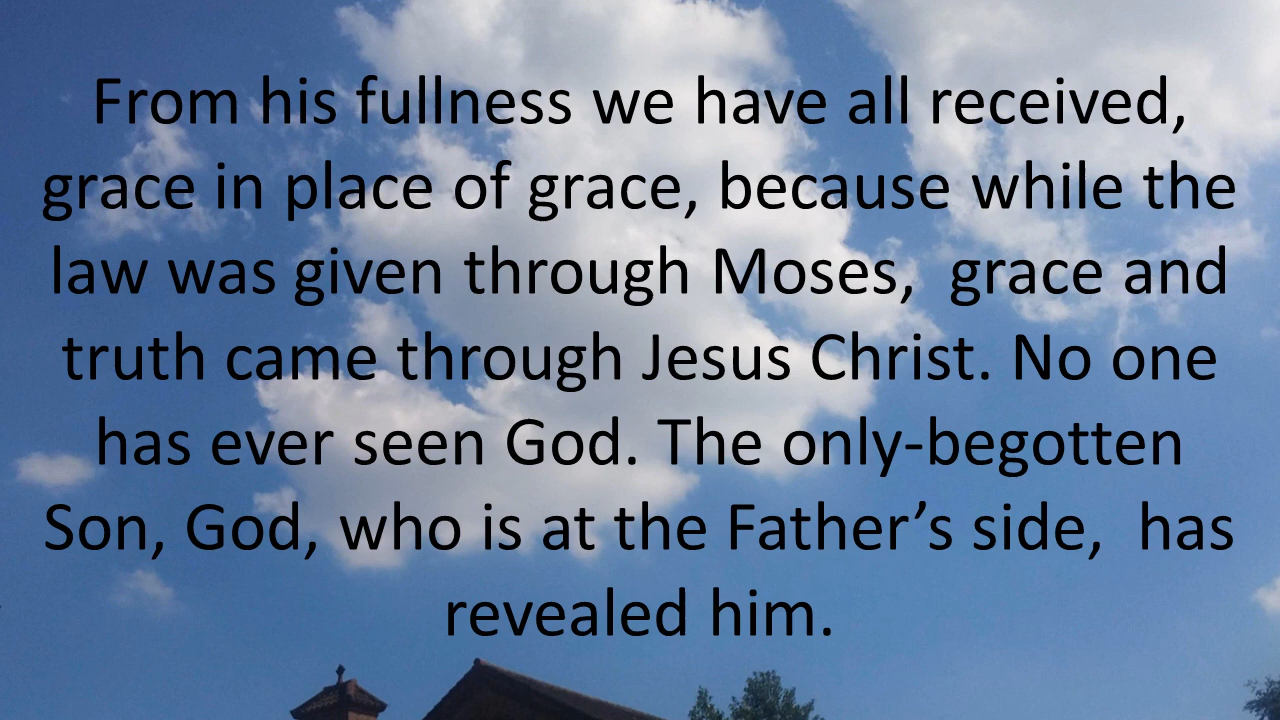 From his fullness we have all received,
grace in place of grace, because while the
law was given through Moses,  grace and
truth came through Jesus Christ. No one
has ever seen God. The only-begotten
Son, God, who is at the Father’s side,  has
revealed him.